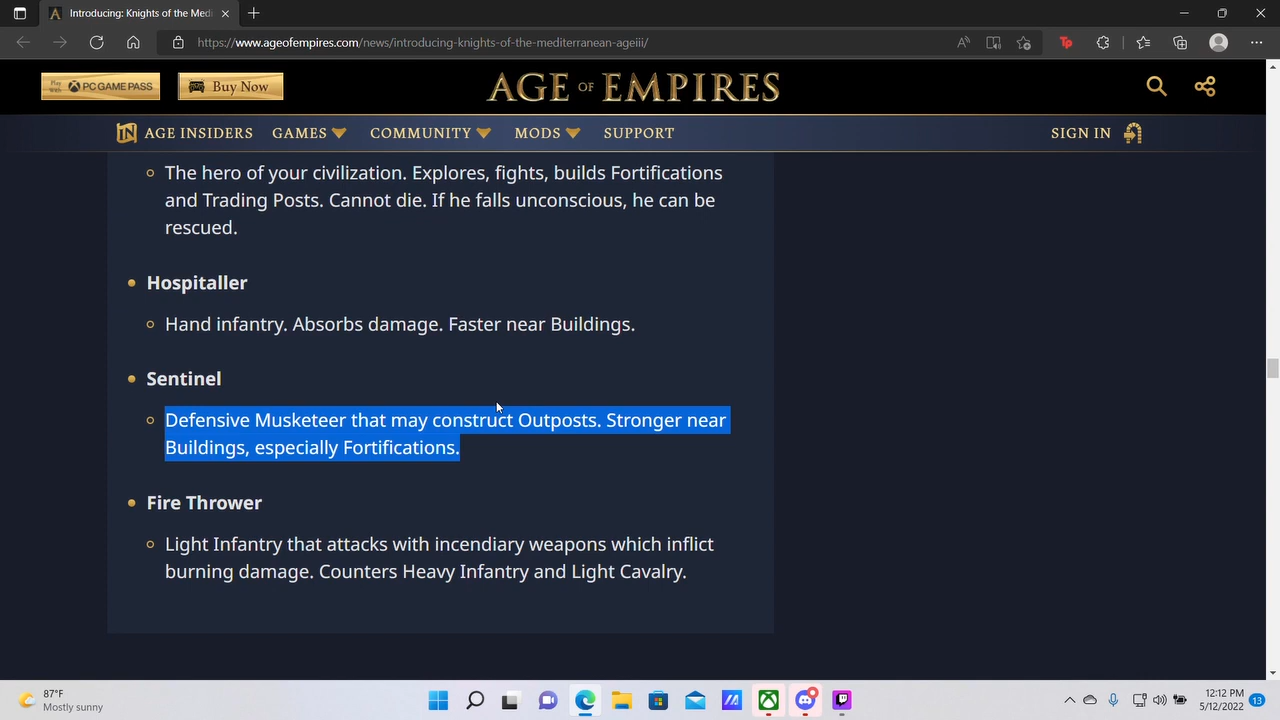 Introducing: Knights of the Medi
https://www.ageofempires.com/news/introducing-knights-of-the-mediterranean-ageiii/
Play With PC GAME PASS
Buy Now
AGE OF EMPIRES
IN AGE INSIDERS GAMES COMMUNITY MODS SUPPORT SIGN IN
The hero of your civilization. Explores, fights, builds Fortifications
and Trading Posts. Cannot die. If he falls unconscious, he can be
rescued.
Hospitaller
Hand infantry. Absorbs damage. Faster near Buildings.
Sentinel
Defensive Musketeer that may construct Outposts. Stronger near
Buildings, especially Fortifications.
Fire Thrower
Light Infantry that attacks with incendiary weapons which inflict
burning damage. Counters Heavy Infantry and Light Cavalry.
87°F
Mostly sunny
12:12 PM
5/12/2022
13